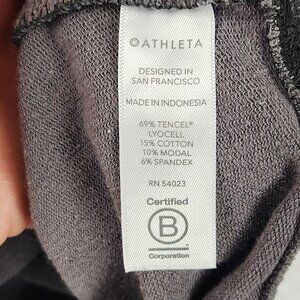 ATHLETA
DESIGNED IN
SAN FRANCISCO
MADE IN INDONESIA
69% TENCEL®
LYOCELL
15% COTTON
10% MODAL
6% SPANDEX
RN 54023
Certified
B
Corporation